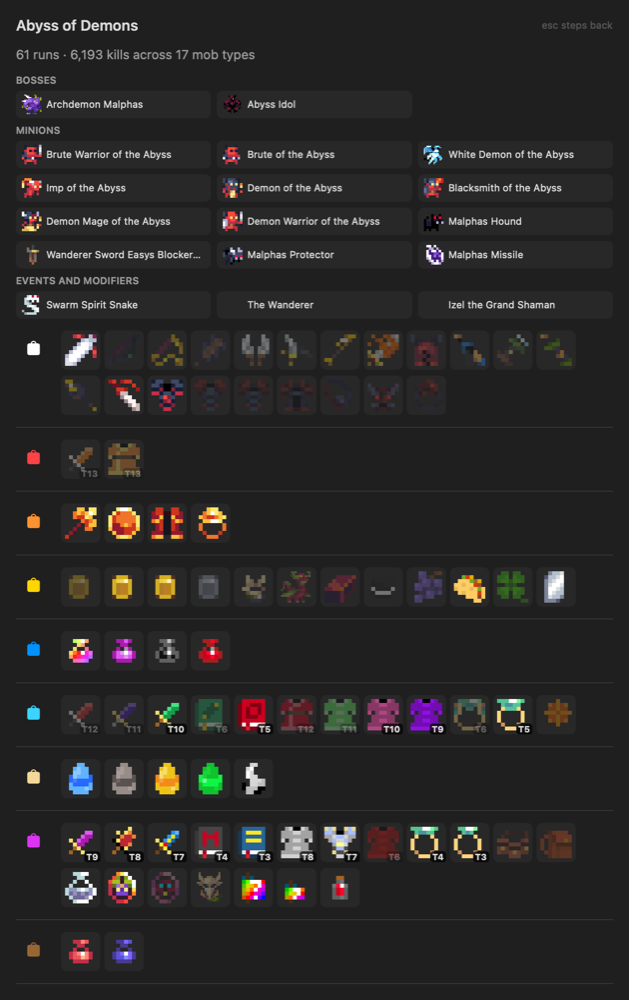 Abyss of Demons
esc steps back
61 runs · 6,193 kills across 17 mob types
BOSSES
Archdemon Malphas
Abyss Idol
MINIONS
Brute Warrior of the Abyss
Brute of the Abyss
White Demon of the Abyss
Imp of the Abyss
Demon of the Abyss
Blacksmith of the Abyss
Demon Mage of the Abyss
Demon Warrior of the Abyss
Malphas Hound
Wanderer Sword Easys Blocker...
Malphas Protector
Malphas Missile
EVENTS AND MODIFIERS
Swarm Spirit Snake
The Wanderer
Izel the Grand Shaman
T13 T13
T12 T11 T10 T6 T5 T12 T11 T10 T9 T6 T5
T9 T8 T7 T4 T3 T8 T7 T6 T4 T3